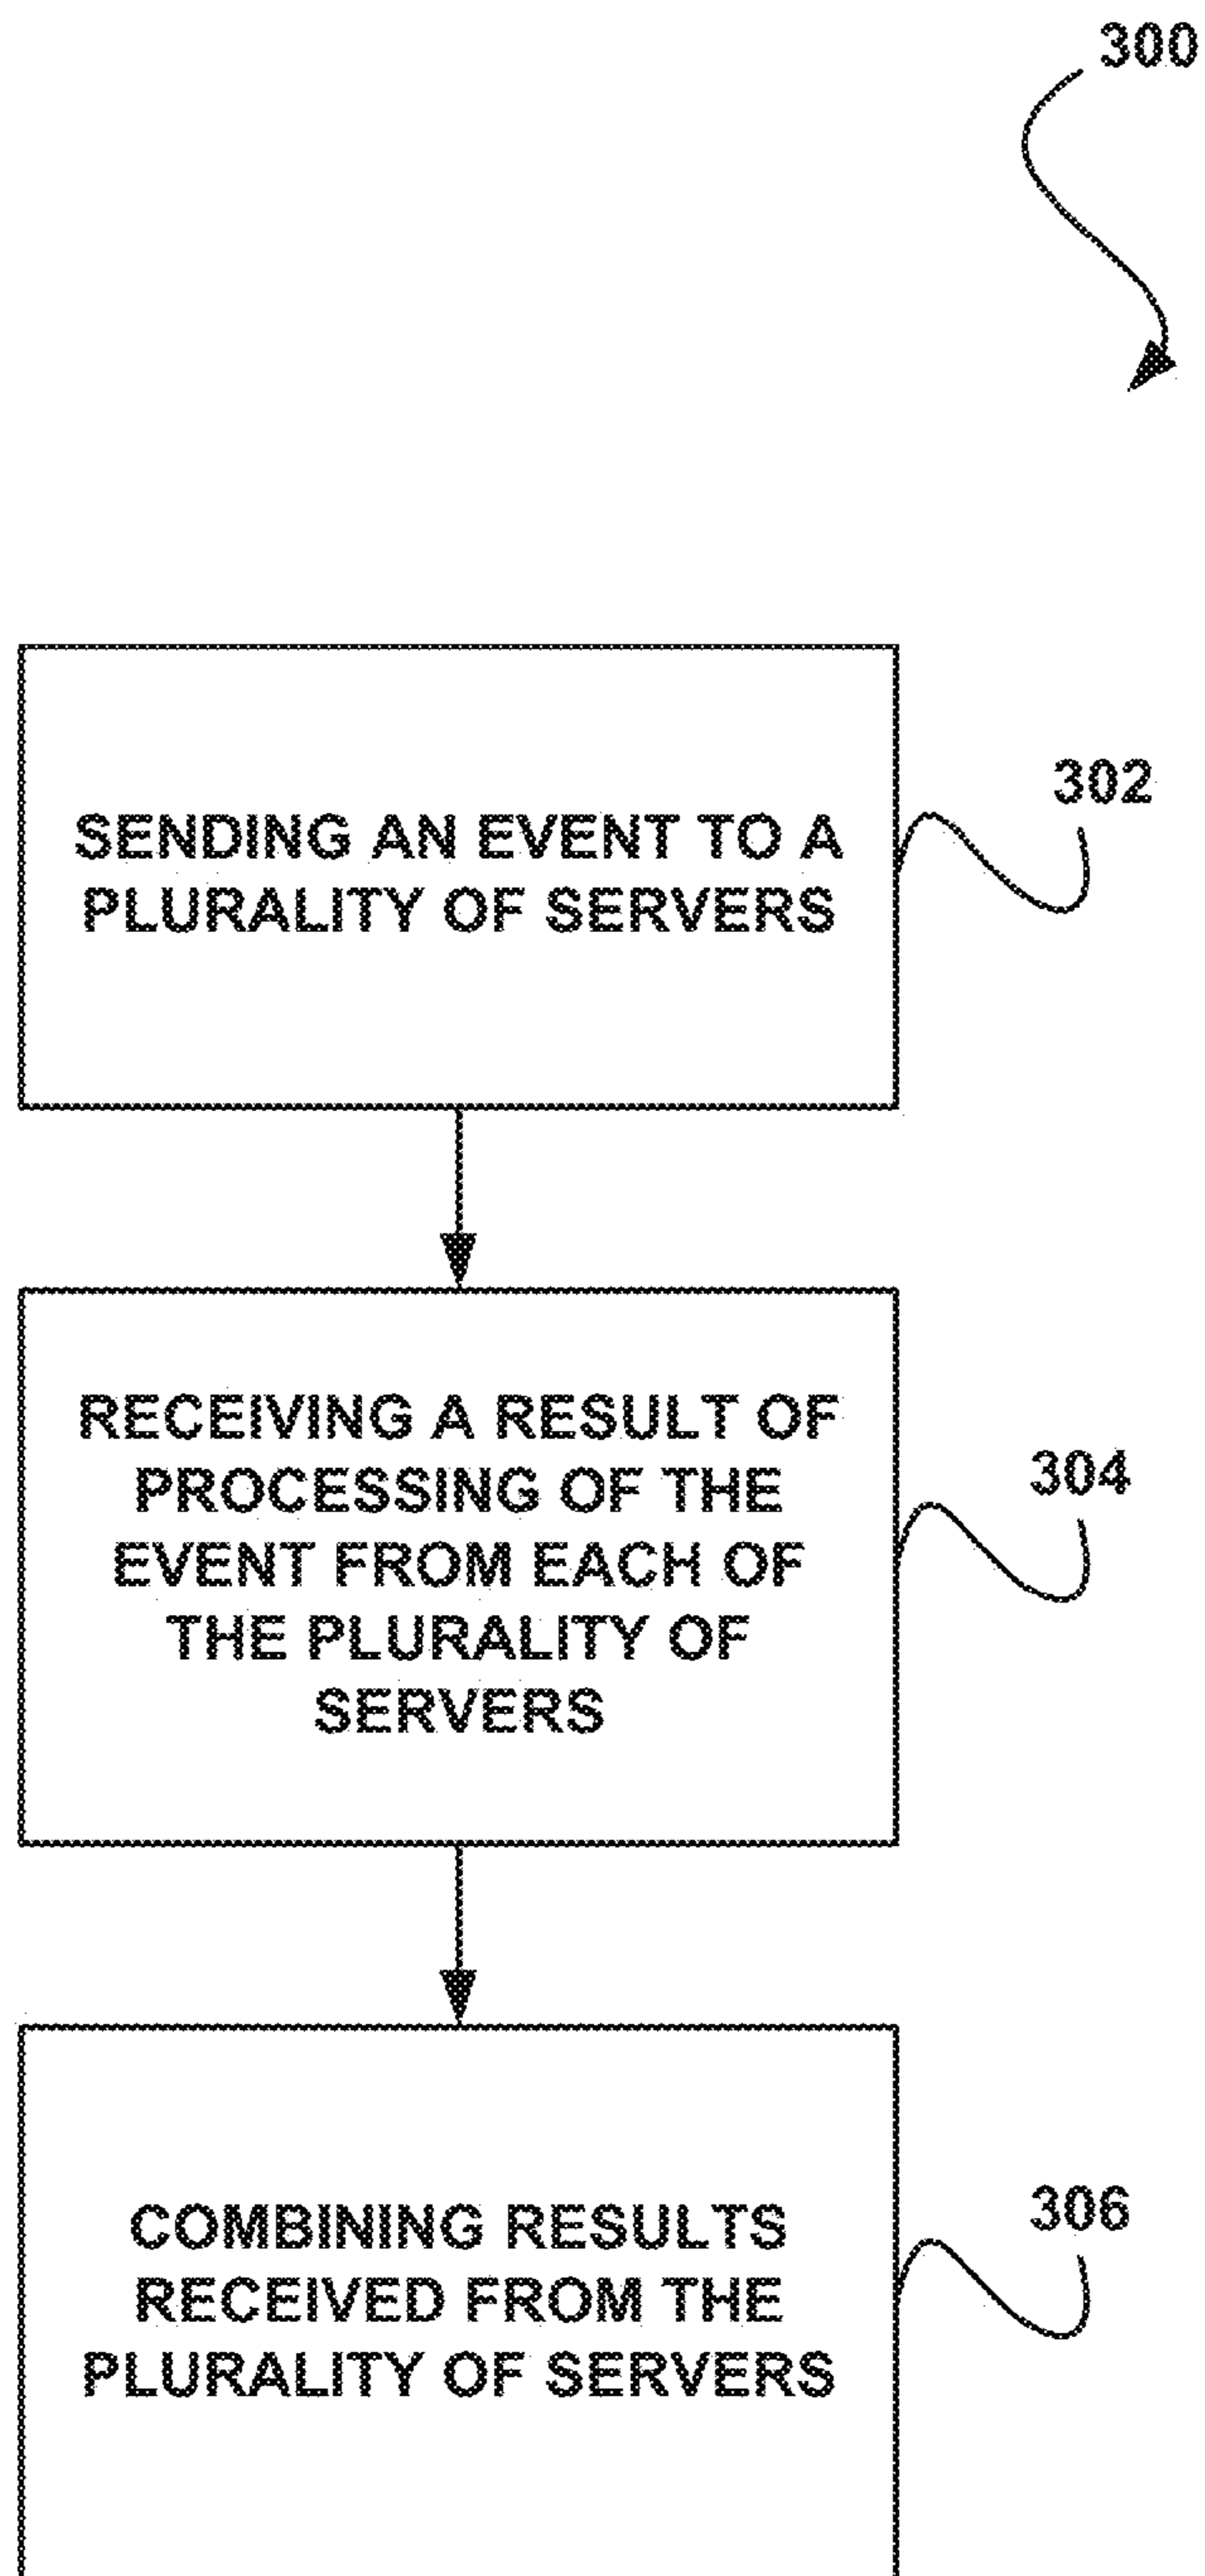 300
SENDING AN EVENT TO A
PLURALITY OF SERVERS
302
RECEIVING A RESULT OF
PROCESSING OF THE
EVENT FROM EACH OF
THE PLURALITY OF
SERVERS
304
COMBINING RESULTS
RECEIVED FROM THE
PLURALITY OF SERVERS
306